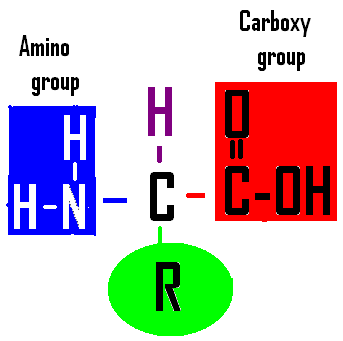 Carboxy
group
Amino
group
O
H
H
H-N
C
C-OH
R